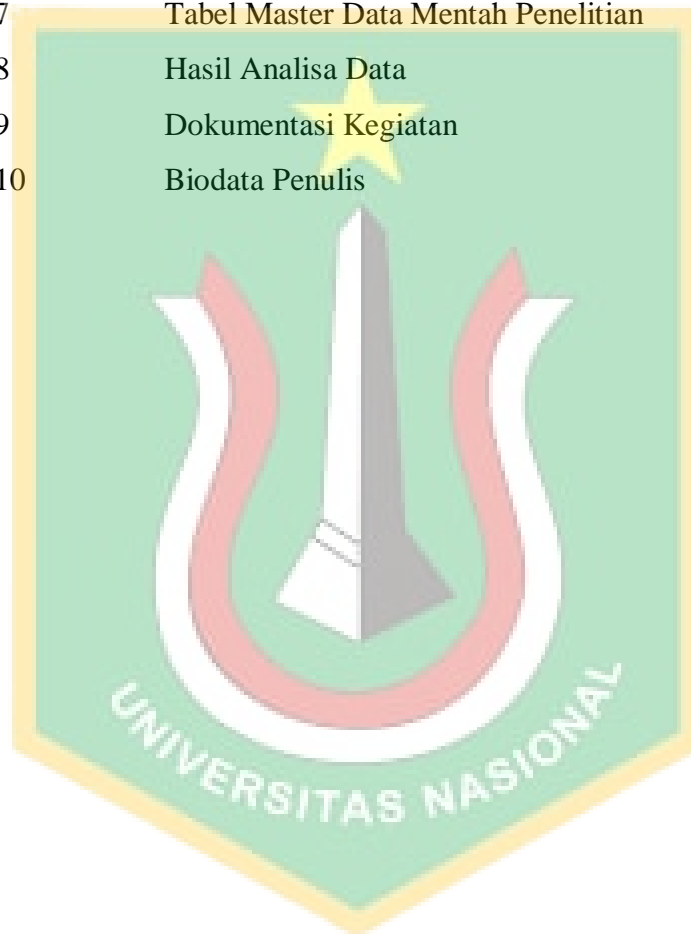 7 Tabel Master Data Mentah Penelitian
8 Hasil Analisa Data
9 Dokumentasi Kegiatan
10 Biodata Penulis
UNIVERSITAS NASIONAL